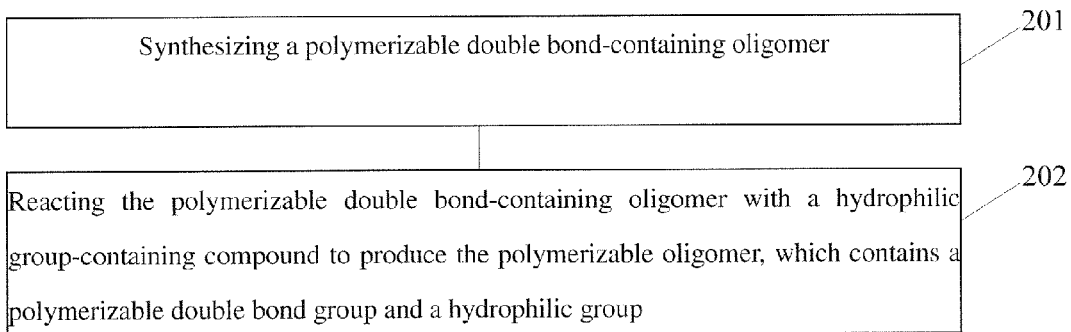 201
Synthesizing a polymerizable double bond-containing oligomer
202
Reacting the polymerizable double bond-containing oligomer with a hydrophilic
group-containing compound to produce the polymerizable oligomer, which contains a
polymerizable double bond group and a hydrophilic group